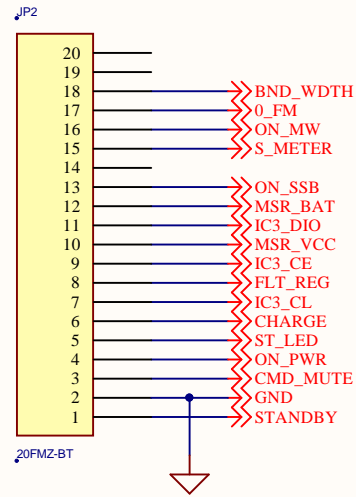 JP2
20
19
18 BND_WDTH
17 0_FM
16 ON_MW
15 S_METER
14
13 ON_SSB
12 MSR_BAT
11 IC3_DIO
10 MSR_VCC
9 IC3_CE
8 FLT_REG
7 IC3_CL
6 CHARGE
5 ST_LED
4 ON_PWR
3 CMD_MUTE
2 GND
1 STANDBY
20FMZ-BT